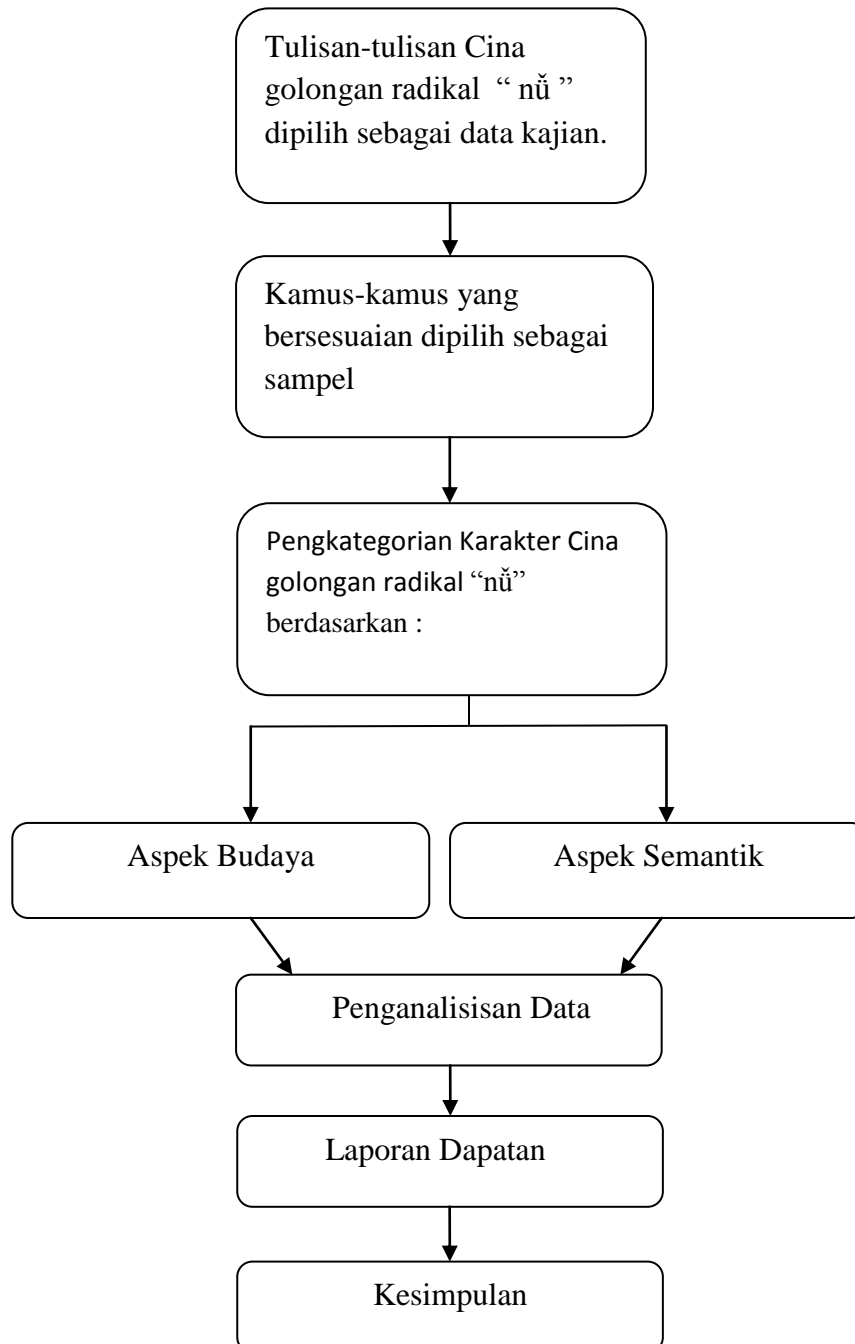 Tulisan-tulisan Cina
golongan radikal “ nǚ ”
dipilih sebagai data kajian.
Kamus-kamus yang
bersesuaian dipilih sebagai
sampel
Pengkategorian Karakter Cina
golongan radikal “nǚ”
berdasarkan :
Aspek Budaya
Aspek Semantik
Penganalisisan Data
Laporan Dapatan
Kesimpulan